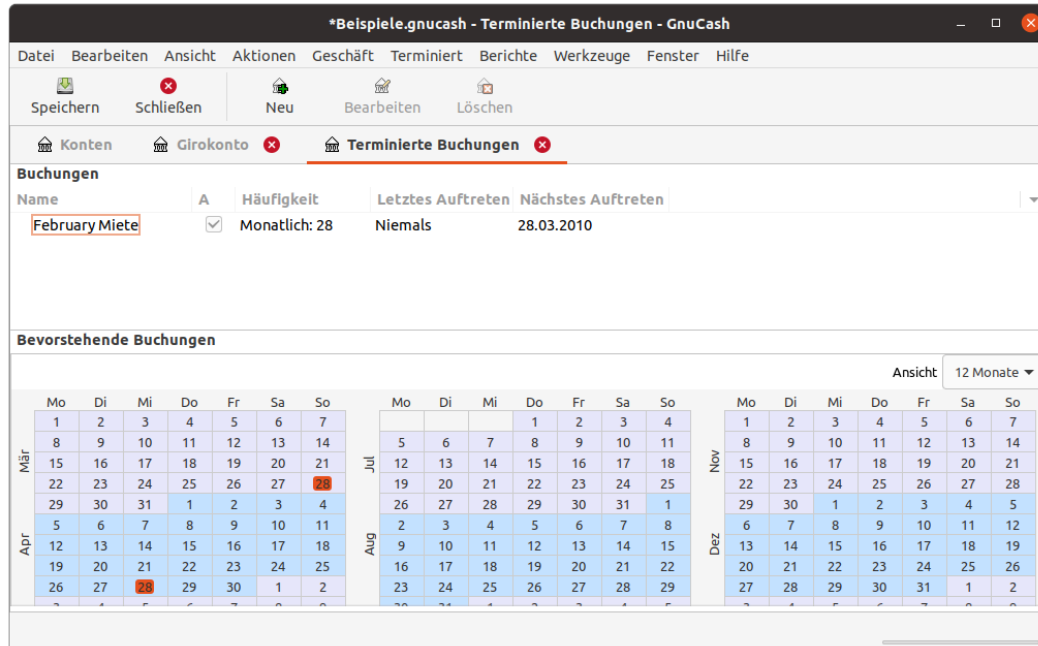 *Beispiele.gnucash - Terminierte Buchungen - GnuCash
Datei Bearbeiten Ansicht Aktionen Geschäft Terminiert Berichte Werkzeuge Fenster Hilfe
Speichern Schließen Neu Bearbeiten Löschen
Konten Girokonto Terminierte Buchungen
Buchungen
Name A Häufigkeit Letztes Auftreten Nächstes Auftreten
February Miete Monatlich: 28 Niemals 28.03.2010
Bevorstehende Buchungen
Ansicht 12 Monate
Mo Di Mi Do Fr Sa So Mo Di Mi Do Fr Sa So Mo Di Mi Do Fr Sa So
1 2 3 4 5 6 7 1 2 3 4 1 2 3 4 5 6 7
8 9 10 11 12 13 14 5 6 7 8 9 10 11 8 9 10 11 12 13 14
Mär 15 16 17 18 19 20 21 Jul 12 13 14 15 16 17 18 Nov 15 16 17 18 19 20 21
22 23 24 25 26 27 28 19 20 21 22 23 24 25 22 23 24 25 26 27 28
29 30 31 1 2 3 4 26 27 28 29 30 31 1 29 30 1 2 3 4 5
5 6 7 8 9 10 11 2 3 4 5 6 7 8 6 7 8 9 10 11 12
Apr 12 13 14 15 16 17 18 Aug 9 10 11 12 13 14 15 Dez 13 14 15 16 17 18 19
19 20 21 22 23 24 25 16 17 18 19 20 21 22 20 21 22 23 24 25 26
26 27 28 29 30 1 2 23 24 25 26 27 28 29 27 28 29 30 31 1 2